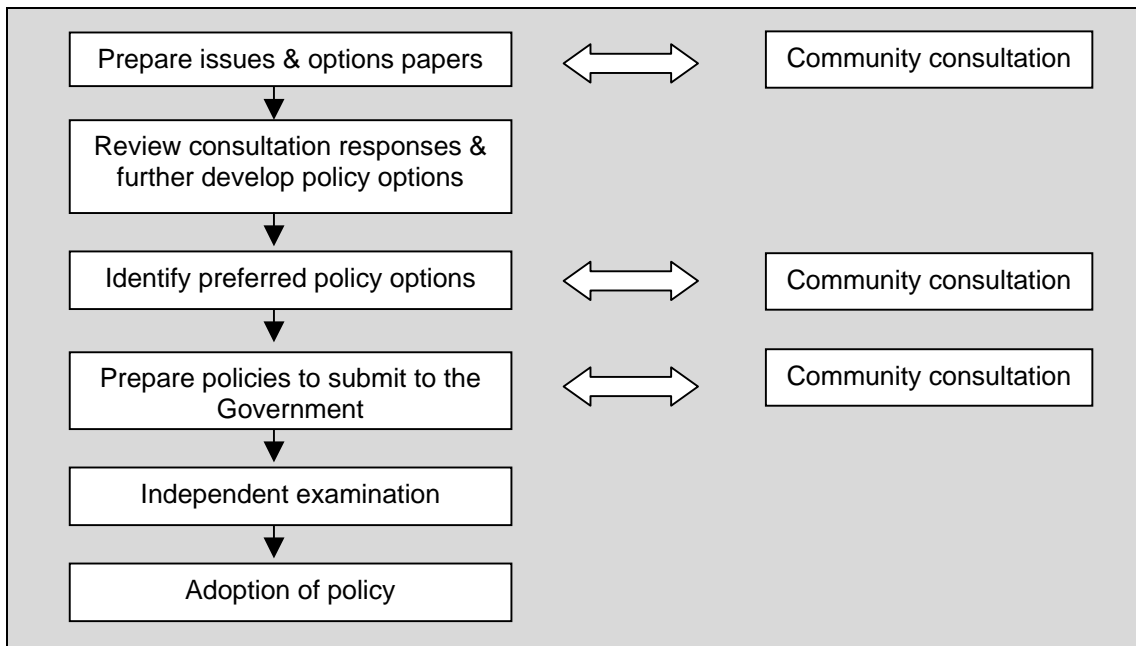 Prepare issues & options papers
Community consultation
Review consultation responses &
further develop policy options
Identify preferred policy options
Community consultation
Prepare policies to submit to the
Government
Community consultation
Independent examination
Adoption of policy